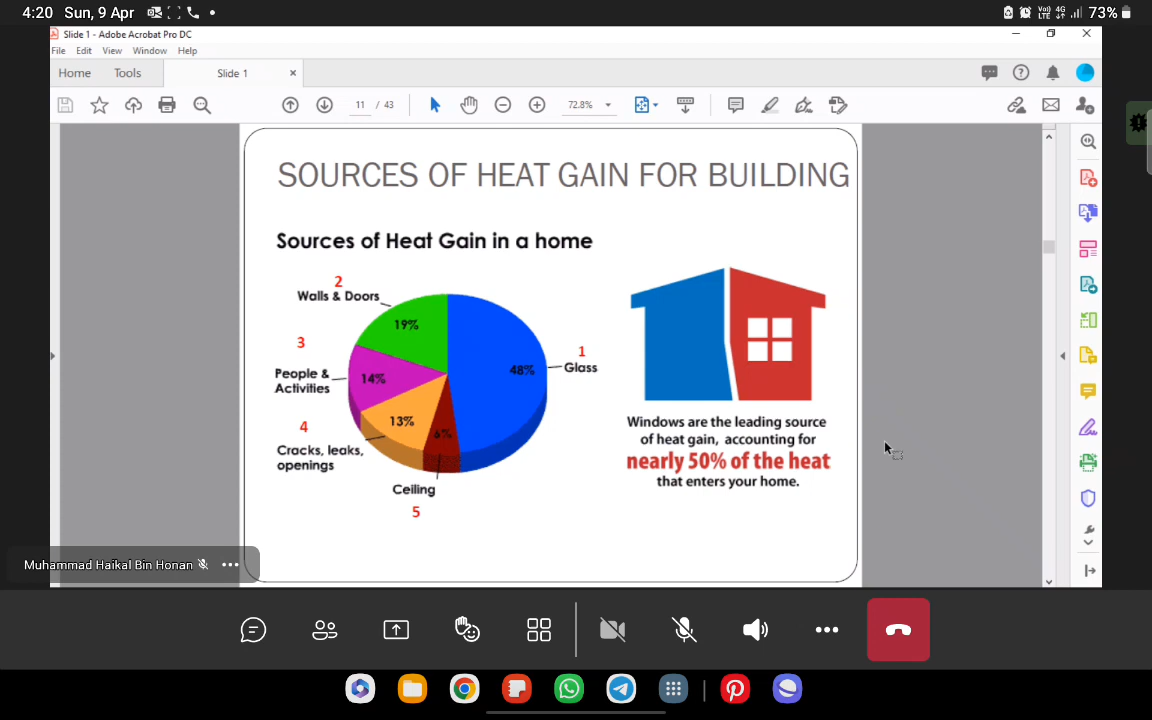 4:20 Sun, 9 Apr
Vo) 4G
LTE
73%
Slide 1 - Adobe Acrobat Pro DC
File Edit View Window Help
Home Tools Slide 1
11 / 43 72.8%
SOURCES OF HEAT GAIN FOR BUILDING
Sources of Heat Gain in a home
2
Walls & Doors
19%
3
People &
Activities
14%
4
Cracks, leaks,
openings
13%
6%
Ceiling
5
48%
1
Glass
Windows are the leading source
of heat gain, accounting for
nearly 50% of the heat
that enters your home.
Muhammad Haikal Bin Honan